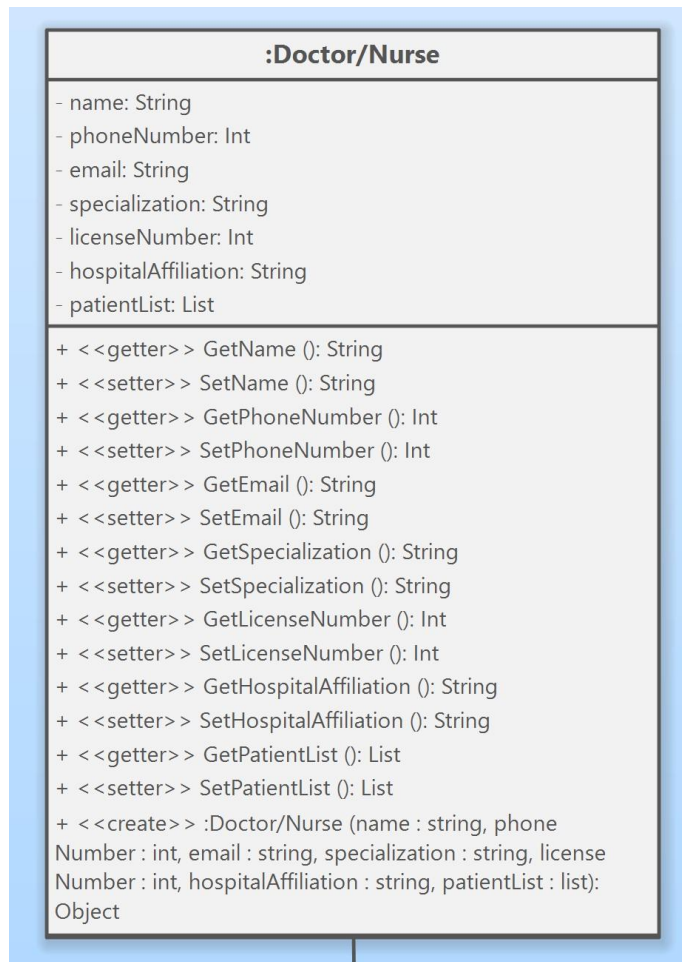 :Doctor/Nurse
- name: String
- phoneNumber: Int
- email: String
- specialization: String
- licenseNumber: Int
- hospitalAffiliation: String
- patientList: List
+ <<getter>> GetName (): String
+ <<setter>> SetName (): String
+ <<getter>> GetPhoneNumber (): Int
+ <<setter>> SetPhoneNumber (): Int
+ <<getter>> GetEmail (): String
+ <<setter>> SetEmail (): String
+ <<getter>> GetSpecialization (): String
+ <<setter>> SetSpecialization (): String
+ <<getter>> GetLicenseNumber (): Int
+ <<setter>> SetLicenseNumber (): Int
+ <<getter>> GetHospitalAffiliation (): String
+ <<setter>> SetHospitalAffiliation (): String
+ <<getter>> GetPatientList (): List
+ <<setter>> SetPatientList (): List
+ <<create>> :Doctor/Nurse (name : string, phone
Number : int, email : string, specialization : string, license
Number : int, hospitalAffiliation : string, patientList : list):
Object